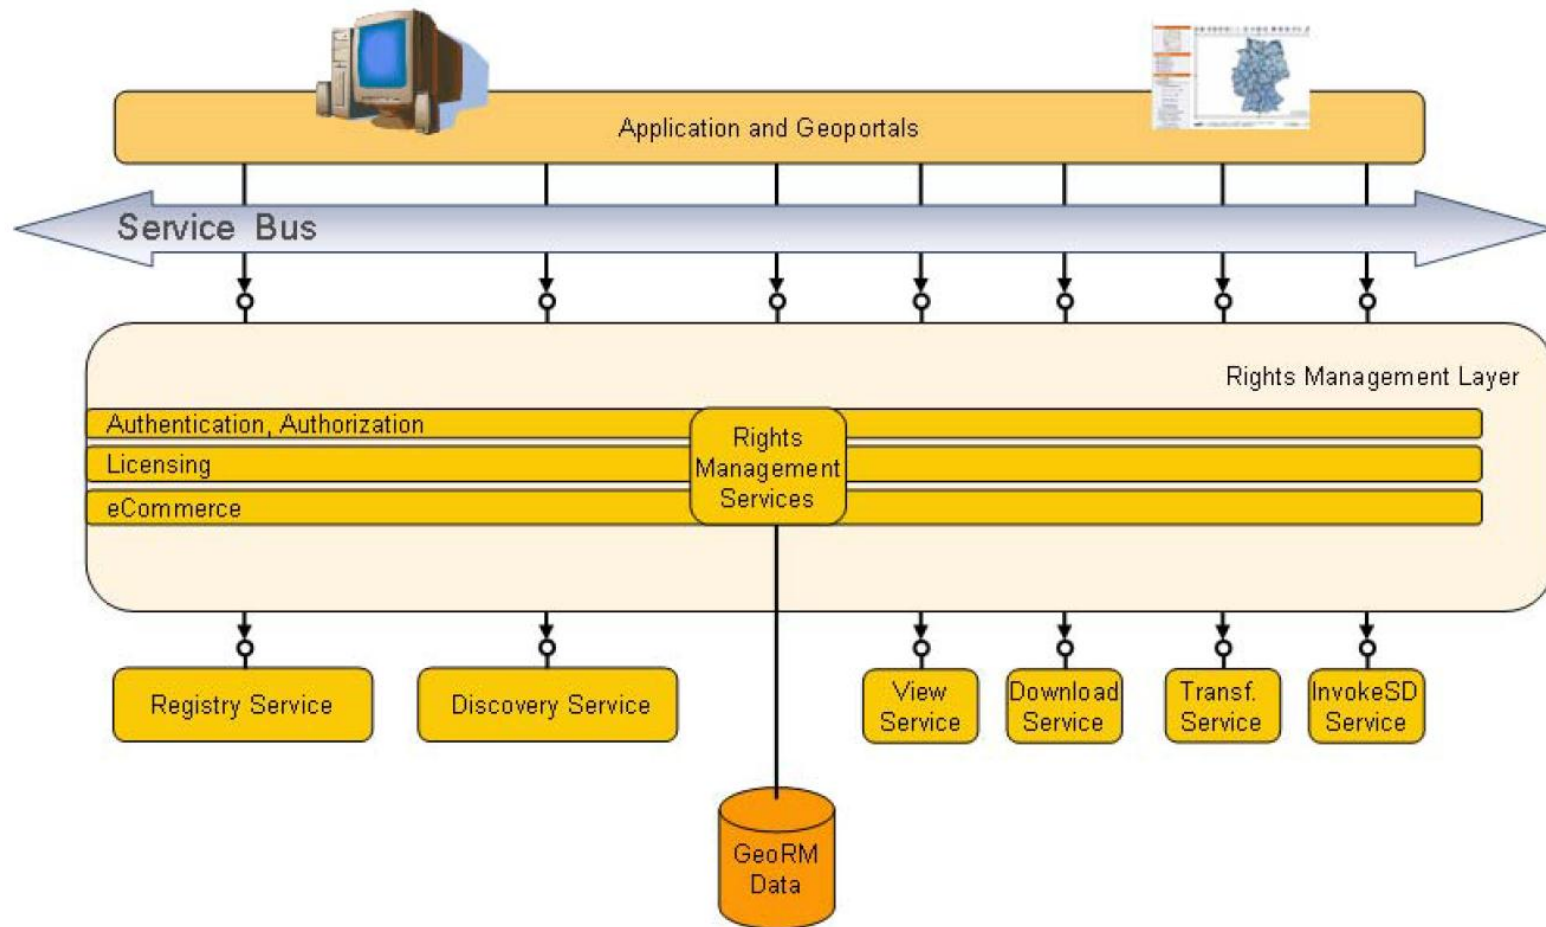 Application and Geoportals
Service Bus
Rights Management Layer
Authentication, Authorization
Licensing
eCommerce
Rights
Management
Services
Registry Service
Discovery Service
View
Service
Download
Service
Transf.
Service
InvokeSD
Service
GeoRM
Data